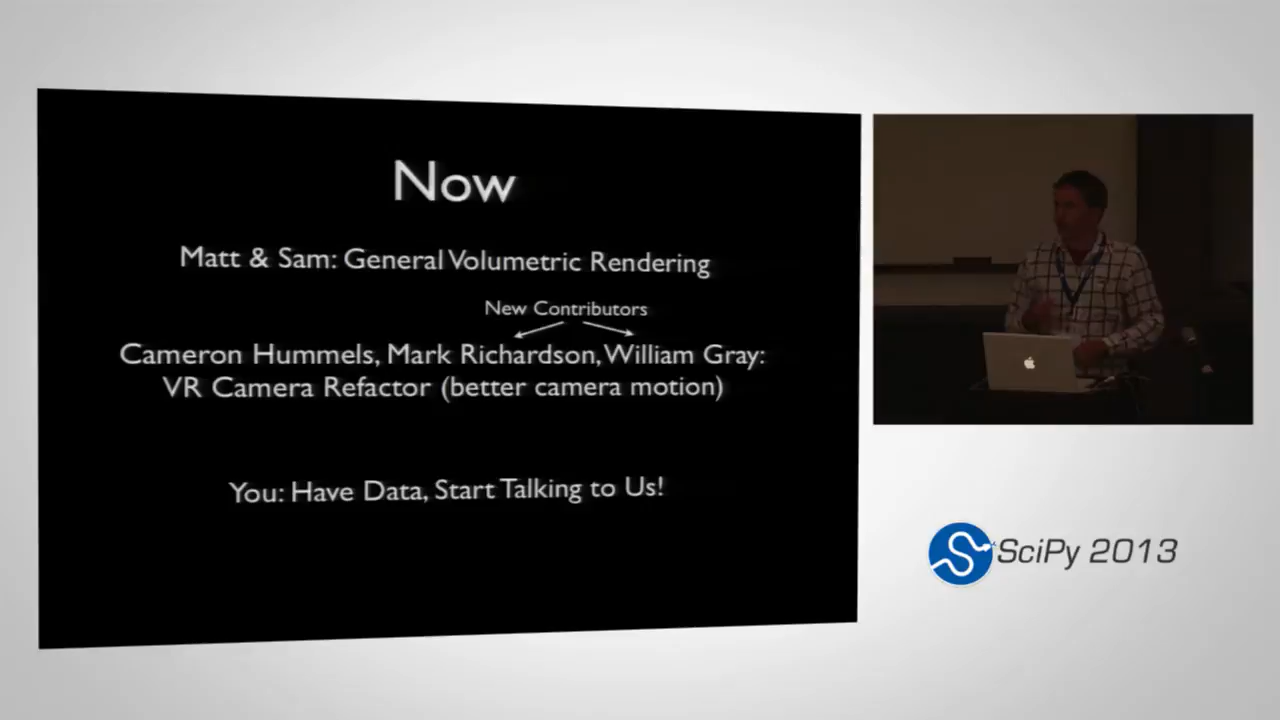 Now
Matt & Sam: General Volumetric Rendering
New Contributors
Cameron Hummels, Mark Richardson, William Gray:
VR Camera Refactor (better camera motion)
You: Have Data, Start Talking to Us!
SciPy 2013